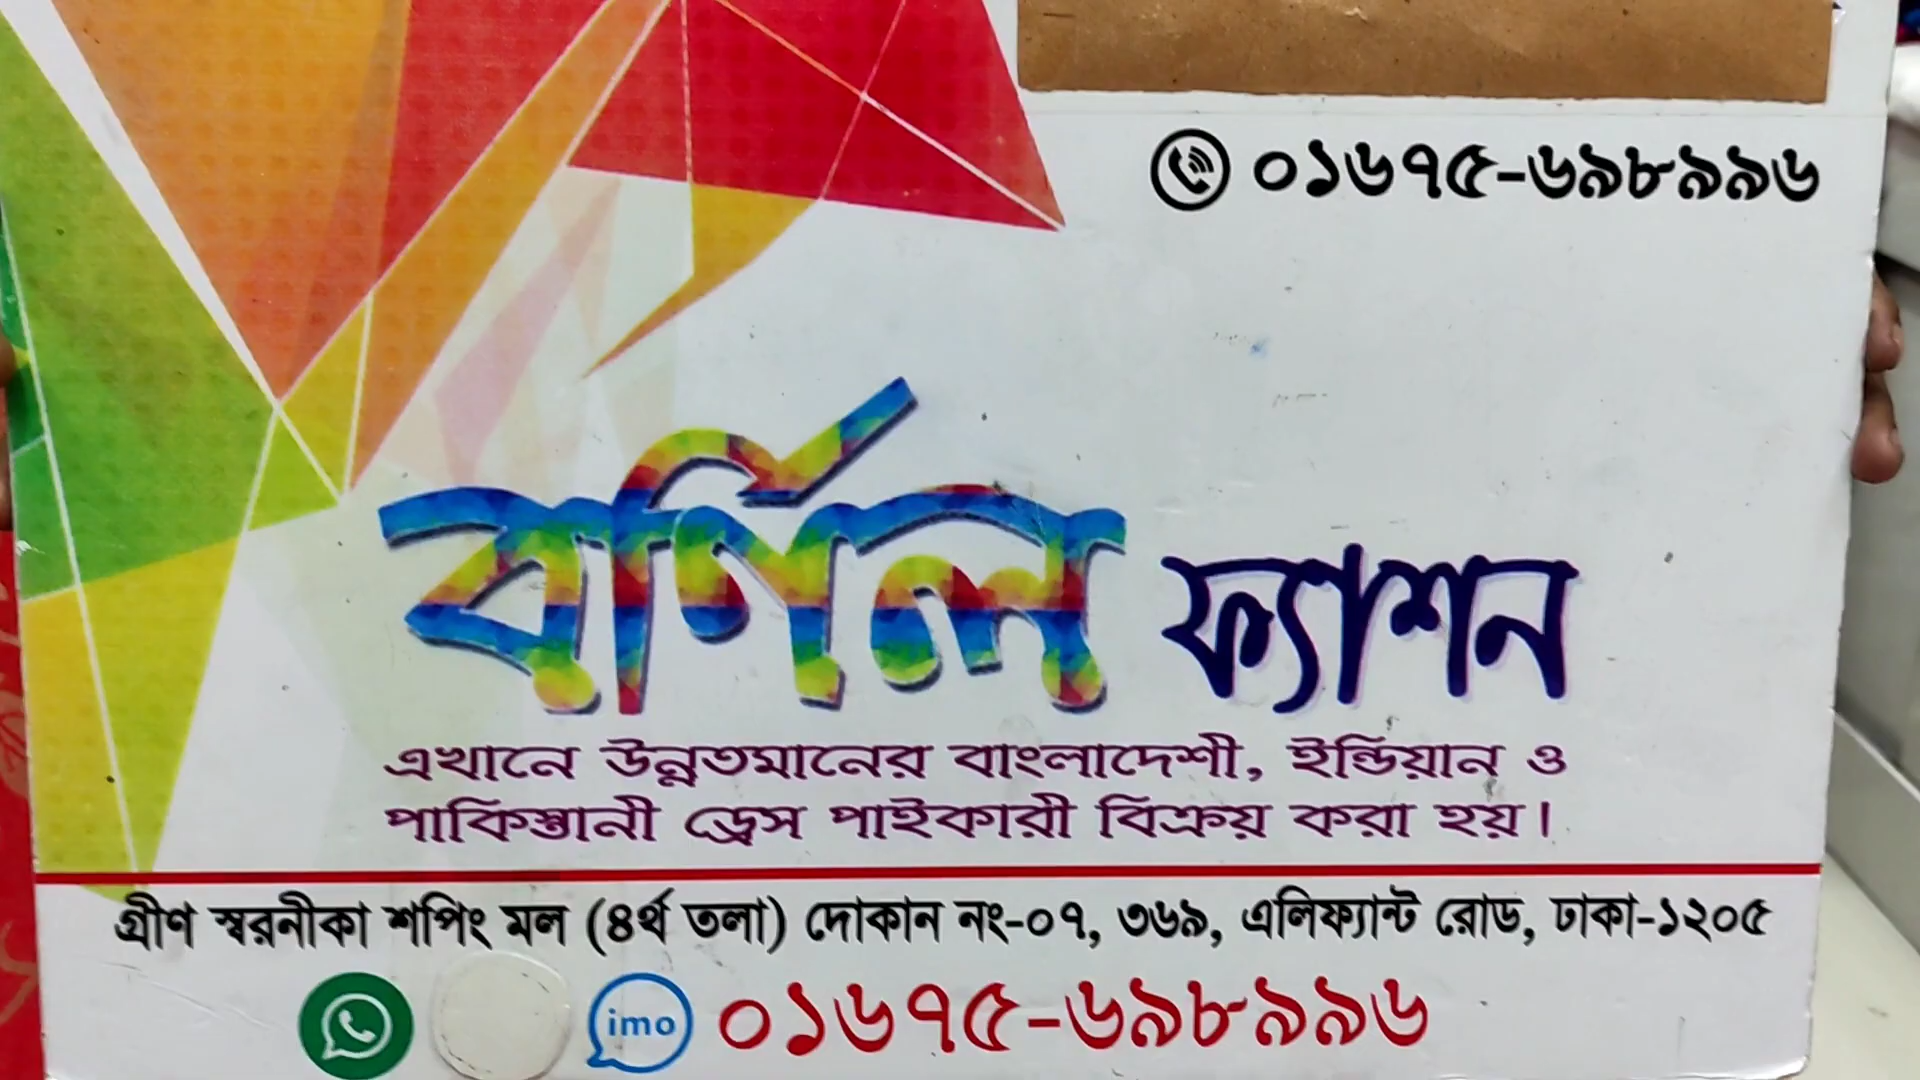 ০১৬৭৫-৬৯৮৯৯৬
বর্ণিল ফ্যাশন
এখানে উন্নতমানের বাংলাদেশী, ইন্ডিয়ান ও
পাকিস্তানী ড্রেস পাইকারী বিক্রয় করা হয়।
গ্রীণ স্বরনীকা শপিং মল (৪র্থ তলা) দোকান নং-০৭, ৩৬৯, এলিফ্যান্ট রোড, ঢাকা-১২০৫
imo ০১৬৭৫-৬৯৮৯৯৬